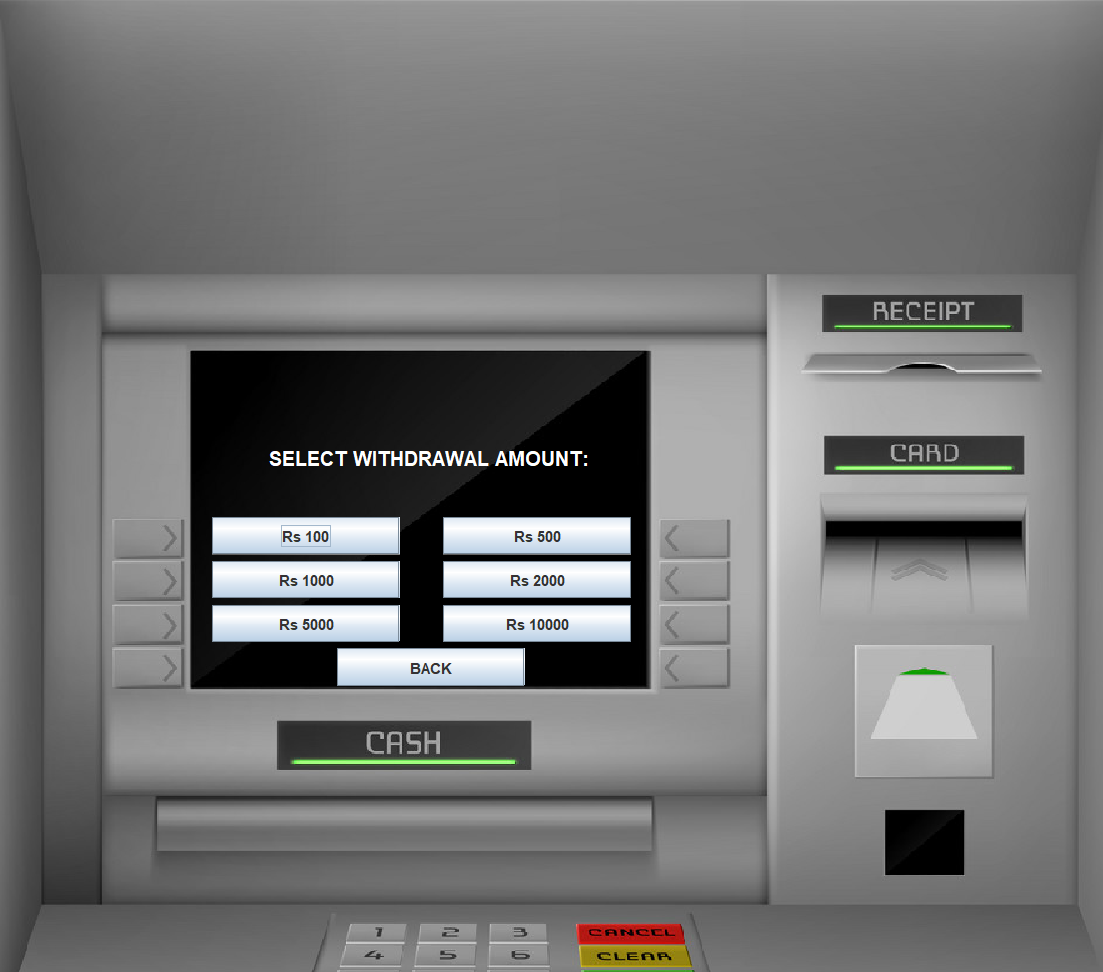 RECEIPT
CARD
SELECT WITHDRAWAL AMOUNT:
Rs 100
Rs 500
Rs 1000
Rs 2000
Rs 5000
Rs 10000
BACK
CASH
1 2 3 CANCEL
4 5 6 CLEAR